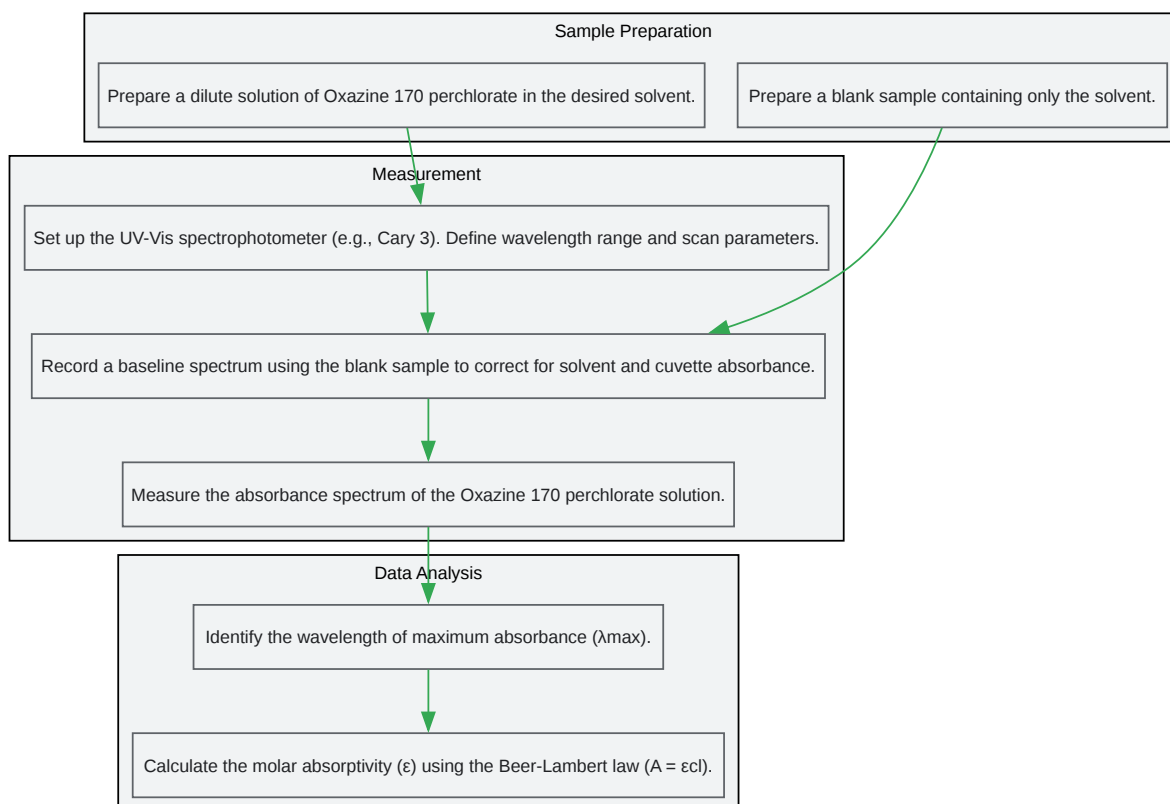 Sample Preparation
Prepare a dilute solution of Oxazine 170 perchlorate in the desired solvent.
Prepare a blank sample containing only the solvent.
Measurement
Set up the UV-Vis spectrophotometer (e.g., Cary 3). Define wavelength range and scan parameters.
Record a baseline spectrum using the blank sample to correct for solvent and cuvette absorbance.
Measure the absorbance spectrum of the Oxazine 170 perchlorate solution.
Data Analysis
Identify the wavelength of maximum absorbance (λmax).
Calculate the molar absorptivity (ε) using the Beer-Lambert law (A = εcl).